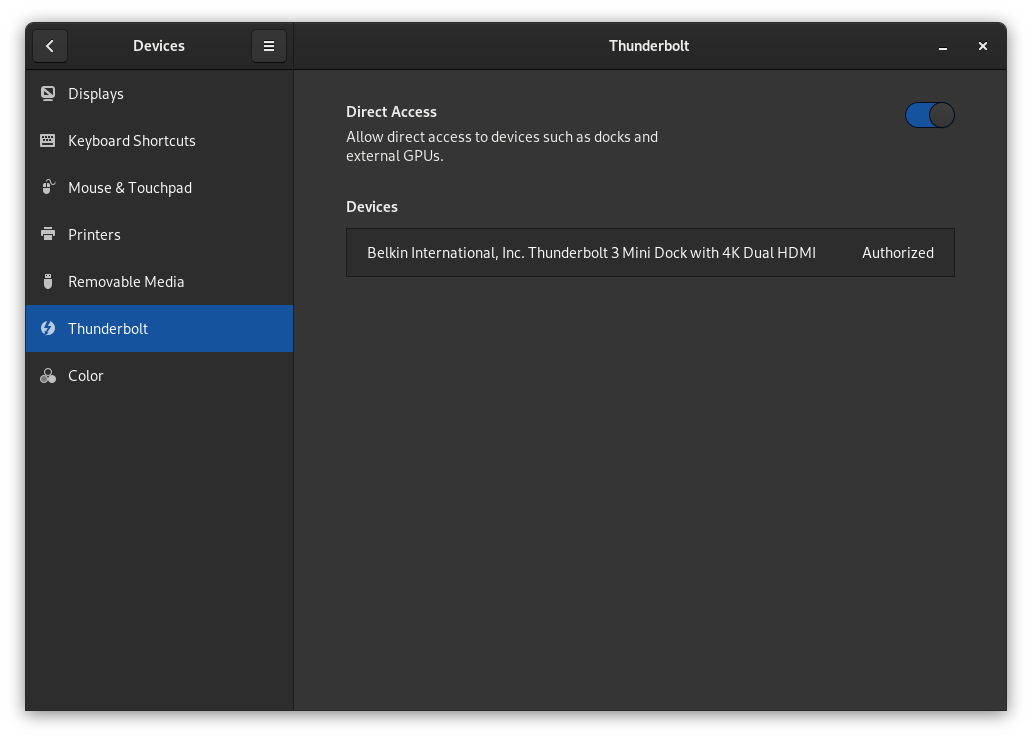 Devices
Thunderbolt
Displays
Keyboard Shortcuts
Mouse & Touchpad
Printers
Removable Media
Thunderbolt
Color
Direct Access
Allow direct access to devices such as docks and
external GPUs.
Devices
Belkin International, Inc. Thunderbolt 3 Mini Dock with 4K Dual HDMI Authorized